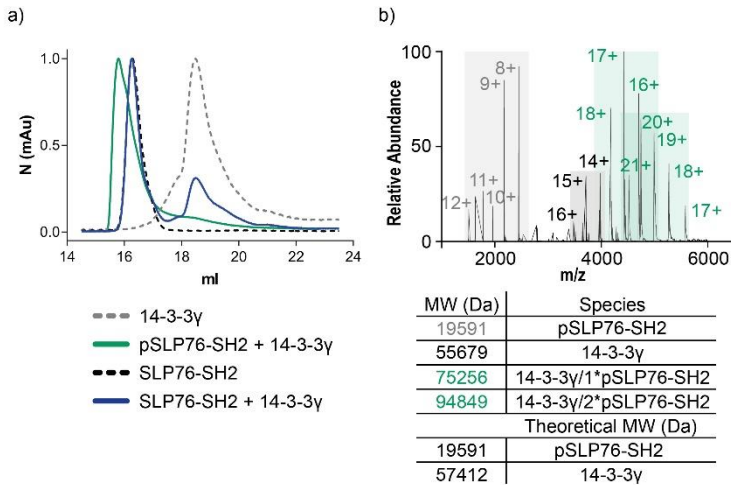 a)
N (mAu)
1.0
0.5
0.0
14 16 18 20 22 24
ml
14-3-3γ
pSLP76-SH2 + 14-3-3γ
SLP76-SH2
SLP76-SH2 + 14-3-3γ
b)
Relative Abundance
100
50
0
17+
8+
9+
16+
18+
20+
19+
14+
21+
18+
15+
11+
10+
12+
16+
17+
2000 4000 6000
m/z
MW (Da) Species
19591 pSLP76-SH2
55679 14-3-3γ
75256 14-3-3γ/1*pSLP76-SH2
94849 14-3-3γ/2*pSLP76-SH2
Theoretical MW (Da)
19591 pSLP76-SH2
57412 14-3-3γ